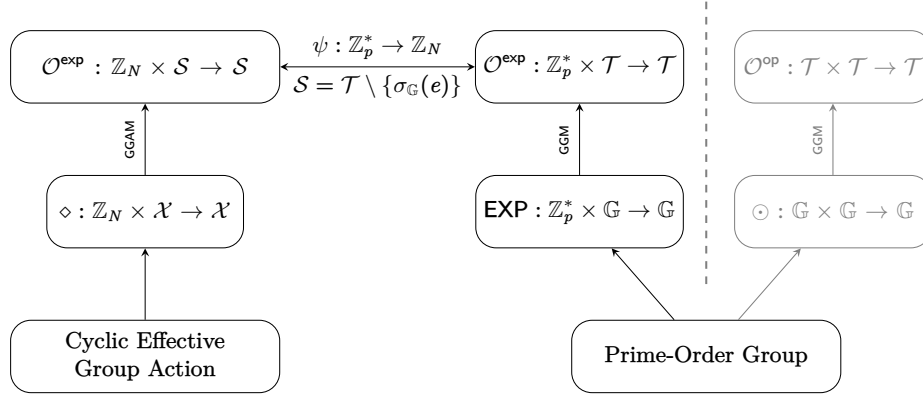 𝒪^exp : ℤ_N × 𝒮 → 𝒮
ψ : ℤ_p^* → ℤ_N
𝒮 = 𝒯 \ {σ_𝔾(e)}
𝒪^exp : ℤ_p^* × 𝒯 → 𝒯
𝒪^op : 𝒯 × 𝒯 → 𝒯
GGAM
GGM
GGM
⋄ : ℤ_N × 𝒳 → 𝒳
EXP : ℤ_p^* × 𝔾 → 𝔾
⊙ : 𝔾 × 𝔾 → 𝔾
Cyclic Effective
Group Action
Prime-Order Group